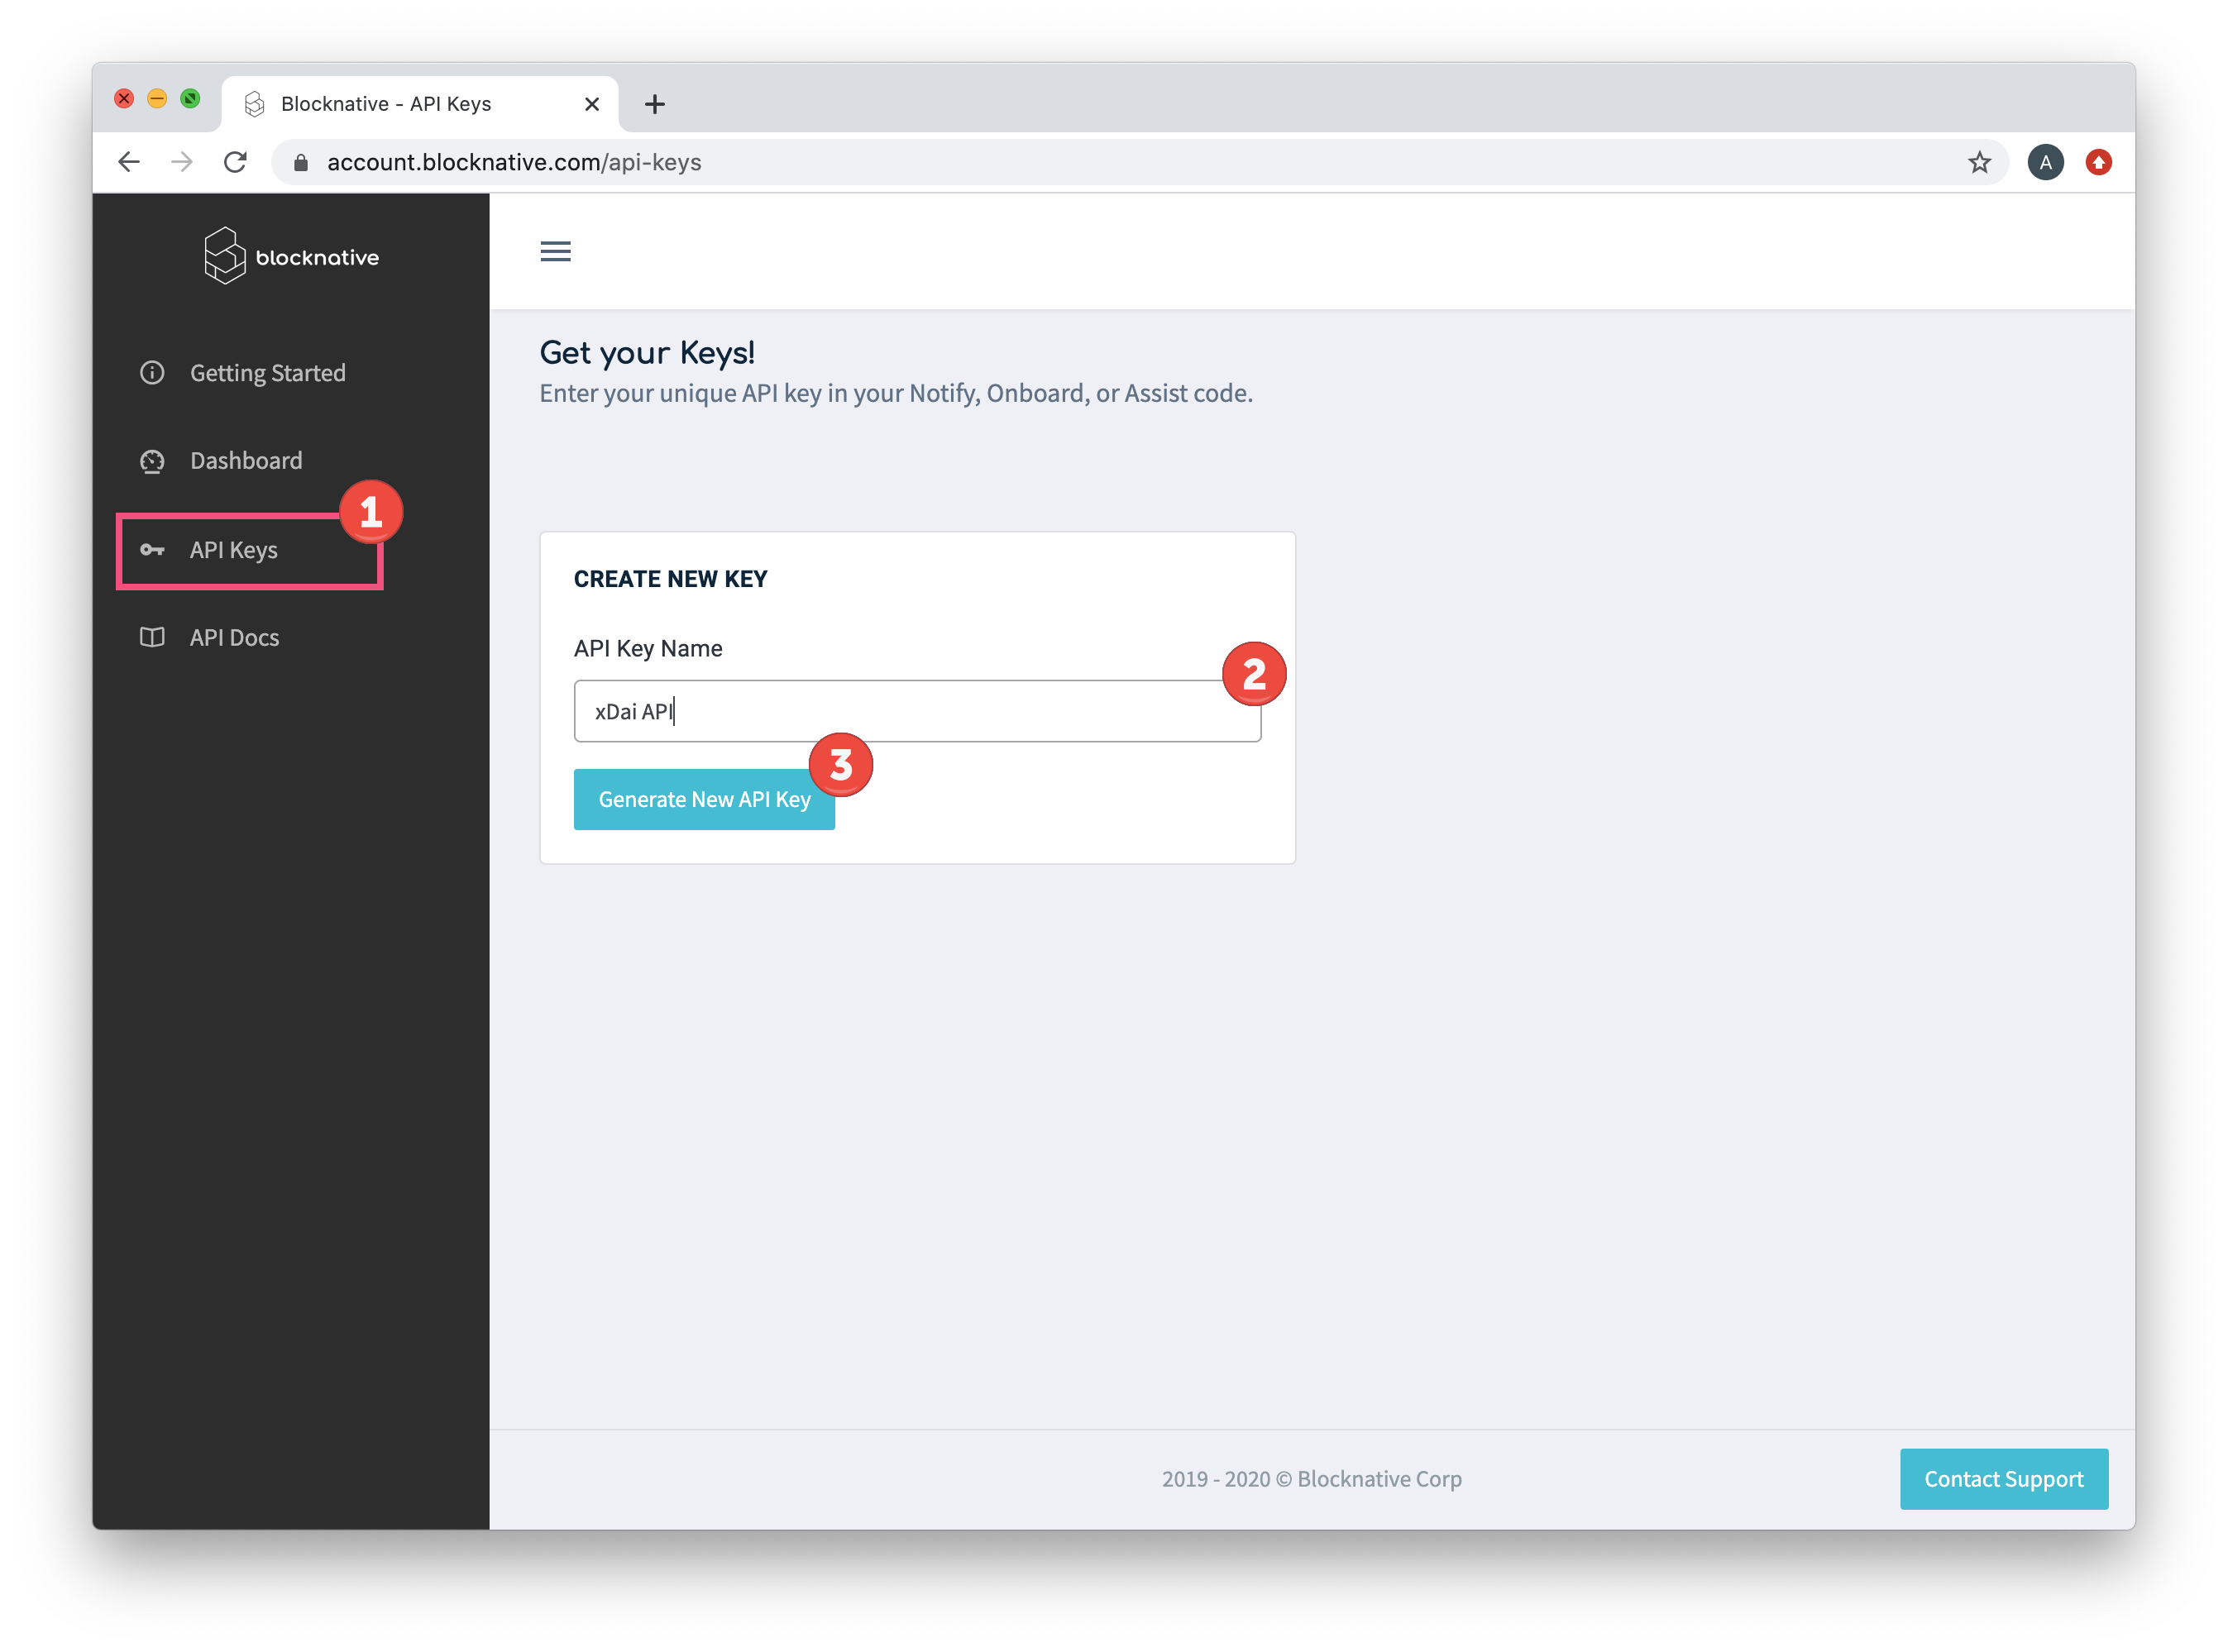 Blocknative - API Keys
account.blocknative.com/api-keys
A
blocknative
Getting Started
Dashboard
1
API Keys
API Docs
Get your Keys!
Enter your unique API key in your Notify, Onboard, or Assist code.
CREATE NEW KEY
API Key Name
2
xDai API
3
Generate New API Key
2019 - 2020 © Blocknative Corp
Contact Support